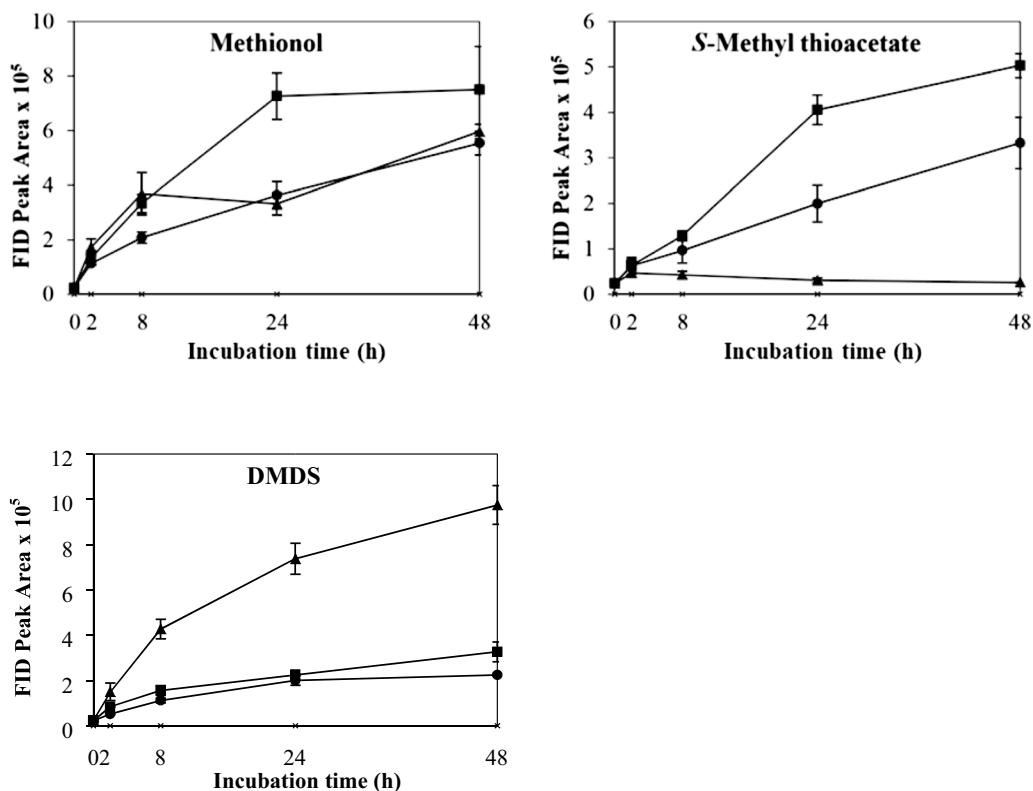 Methionol
FID Peak Area x 10⁵
10
8
6
4
2
0
0 2 8 24 48
Incubation time (h)
S-Methyl thioacetate
FID Peak Area x 10⁵
6
5
4
3
2
1
0
0 2 8 24 48
Incubation time (h)
DMDS
FID Peak Area x 10⁵
12
10
8
6
4
2
0
02 8 24 48
Incubation time (h)